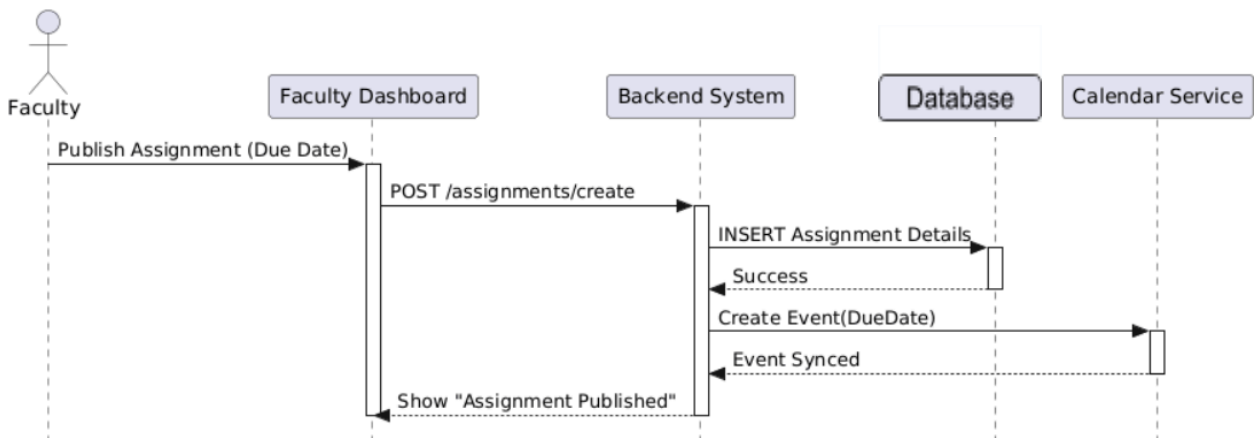 Faculty
Faculty Dashboard
Backend System
Database
Calendar Service
Publish Assignment (Due Date)
POST /assignments/create
INSERT Assignment Details
Success
Create Event(DueDate)
Event Synced
Show "Assignment Published"